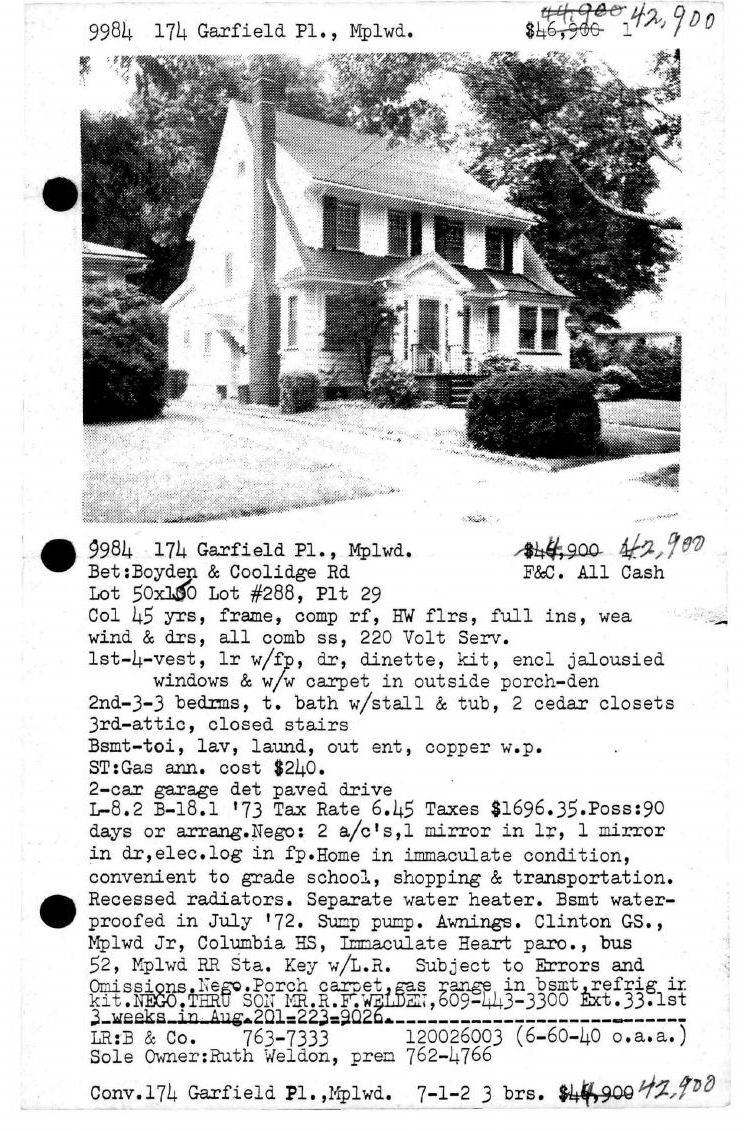 9984 174 Garfield Pl., Mplwd. $46,900 44,900 42,900
9984 174 Garfield Pl., Mplwd. $44,900 42,900
Bet:Boyden & Coolidge Rd F&C. All Cash
Lot 50x150 Lot #288, Plt 29
Col 45 yrs, frame, comp rf, HW flrs, full ins, wea
wind & drs, all comb ss, 220 Volt Serv.
1st-4-vest, lr w/fp, dr, dinette, kit, encl jalousied
windows & w/w carpet in outside porch-den
2nd-3-3 bedrms, t. bath w/stall & tub, 2 cedar closets
3rd-attic, closed stairs
Bsmt-toi, lav, laund, out ent, copper w.p.
ST:Gas ann. cost $240.
2-car garage det paved drive
L-8.2 B-18.1 '73 Tax Rate 6.45 Taxes $1696.35.Poss:90
days or arrang.Nego: 2 a/c's,1 mirror in lr, 1 mirror
in dr,elec.log in fp.Home in immaculate condition,
convenient to grade school, shopping & transportation.
Recessed radiators. Separate water heater. Bsmt water-
proofed in July '72. Sump pump. Awnings. Clinton GS.,
Mplwd Jr, Columbia HS, Immaculate Heart paro., bus
52, Mplwd RR Sta. Key w/L.R. Subject to Errors and
Omissions.Nego.Porch carpet,gas range in bsmt,refrig in
kit.NEGO.THRU SON MR.R.F.WELDEN,609-443-3300 Ext.33.1st
3 weeks in Aug.201-223-9026.
LR:B & Co. 763-7333 120026003 (6-60-40 o.a.a.)
Sole Owner:Ruth Weldon, prem 762-4766
Conv.174 Garfield Pl.,Mplwd. 7-1-2 3 brs. $44,900 42,900